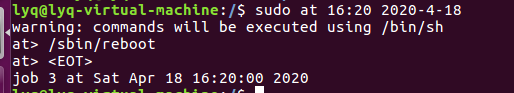 lyq@lyq-virtual-machine:/$ sudo at 16:20 2020-4-18
warning: commands will be executed using /bin/sh
at> /sbin/reboot
at> <EOT>
job 3 at Sat Apr 18 16:20:00 2020